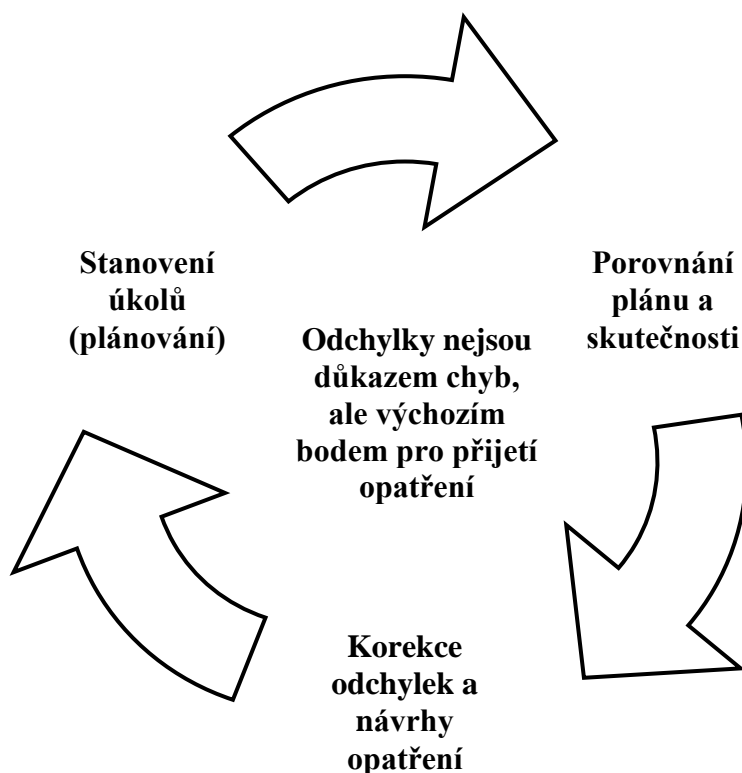 Stanovení
úkolů
(plánování)
Porovnání
plánu a
skutečnosti
Odchylky nejsou
důkazem chyb,
ale výchozím
bodem pro přijetí
opatření
Korekce
odchylek a
návrhy
opatření